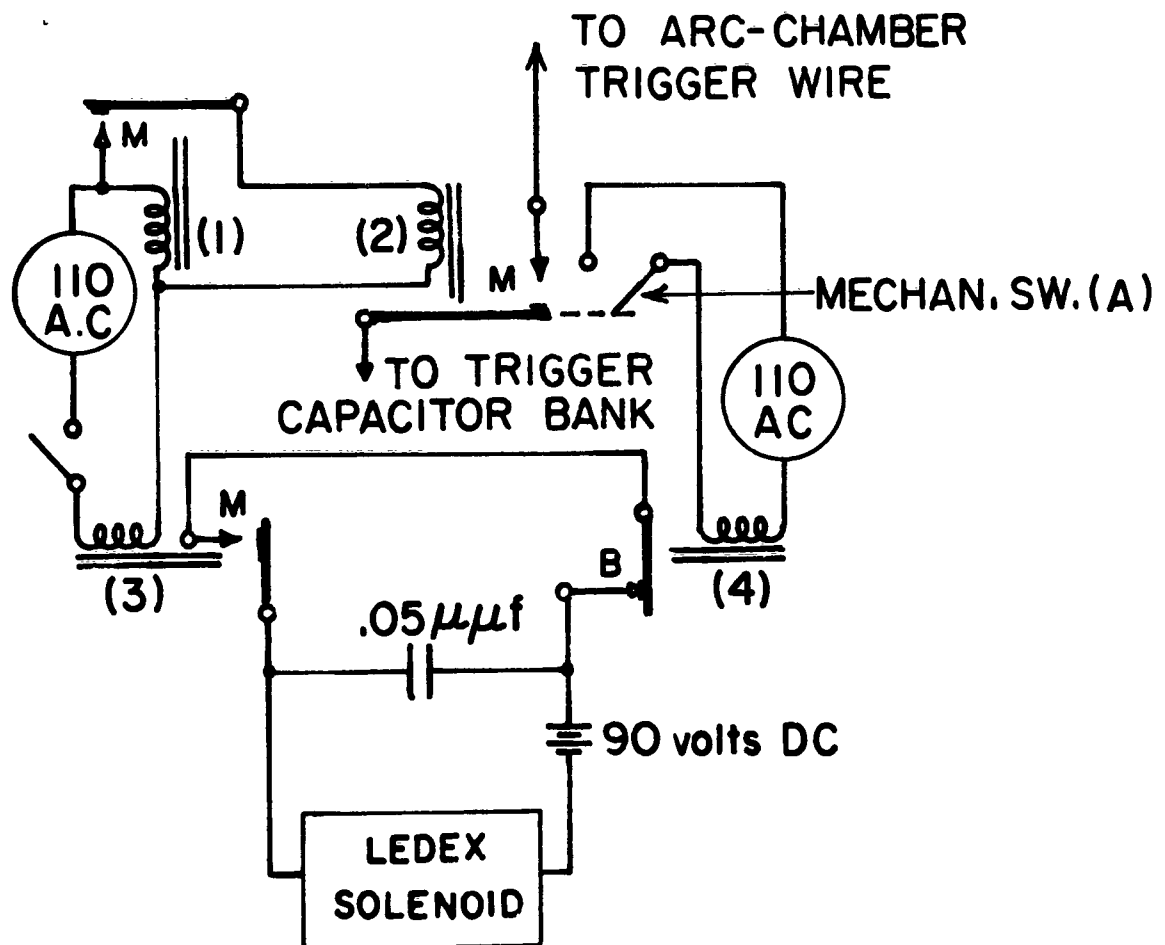 TO ARC-CHAMBER
TRIGGER WIRE
M
(1)
(2)
110
A.C
M
MECHAN. SW. (A)
TO TRIGGER
CAPACITOR BANK
110
AC
M
B
(3)
(4)
.05μμf
90 volts DC
LEDEX
SOLENOID